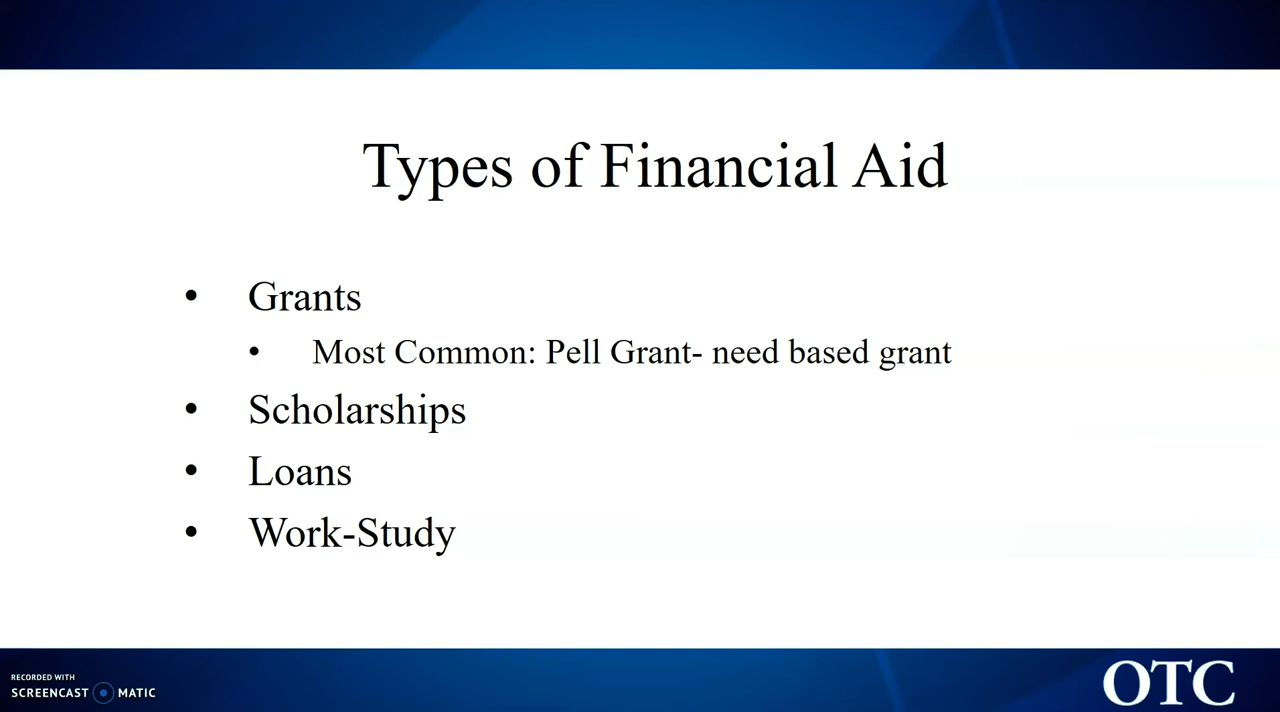 Types of Financial Aid
• Grants
• Most Common: Pell Grant- need based grant
• Scholarships
• Loans
• Work-Study
RECORDED WITH
SCREENCAST MATIC
OTC